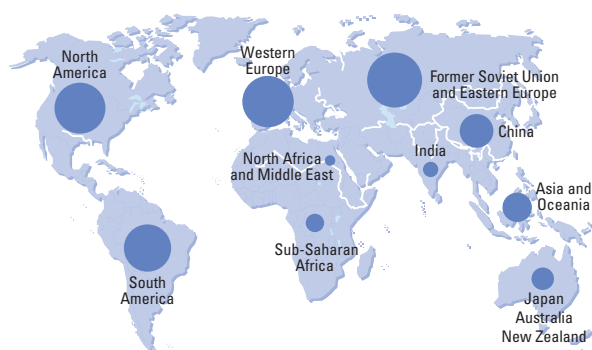 North
America
Western
Europe
Former Soviet Union
and Eastern Europe
China
India
North Africa
and Middle East
Asia and
Oceania
Sub-Saharan
Africa
South
America
Japan
Australia
New Zealand